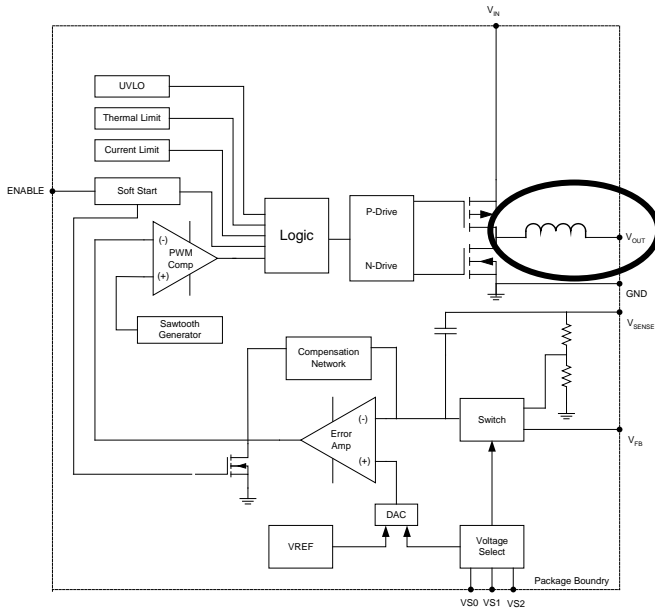 VIN
UVLO
Thermal Limit
Current Limit
ENABLE
Soft Start
Logic
P-Drive
N-Drive
VOUT
(-)
PWM
Comp
(+)
GND
Sawtooth
Generator
VSENSE
Compensation
Network
(-)
Error
Amp
(+)
Switch
VFB
DAC
VREF
Voltage
Select
Package Boundry
VS0 VS1 VS2